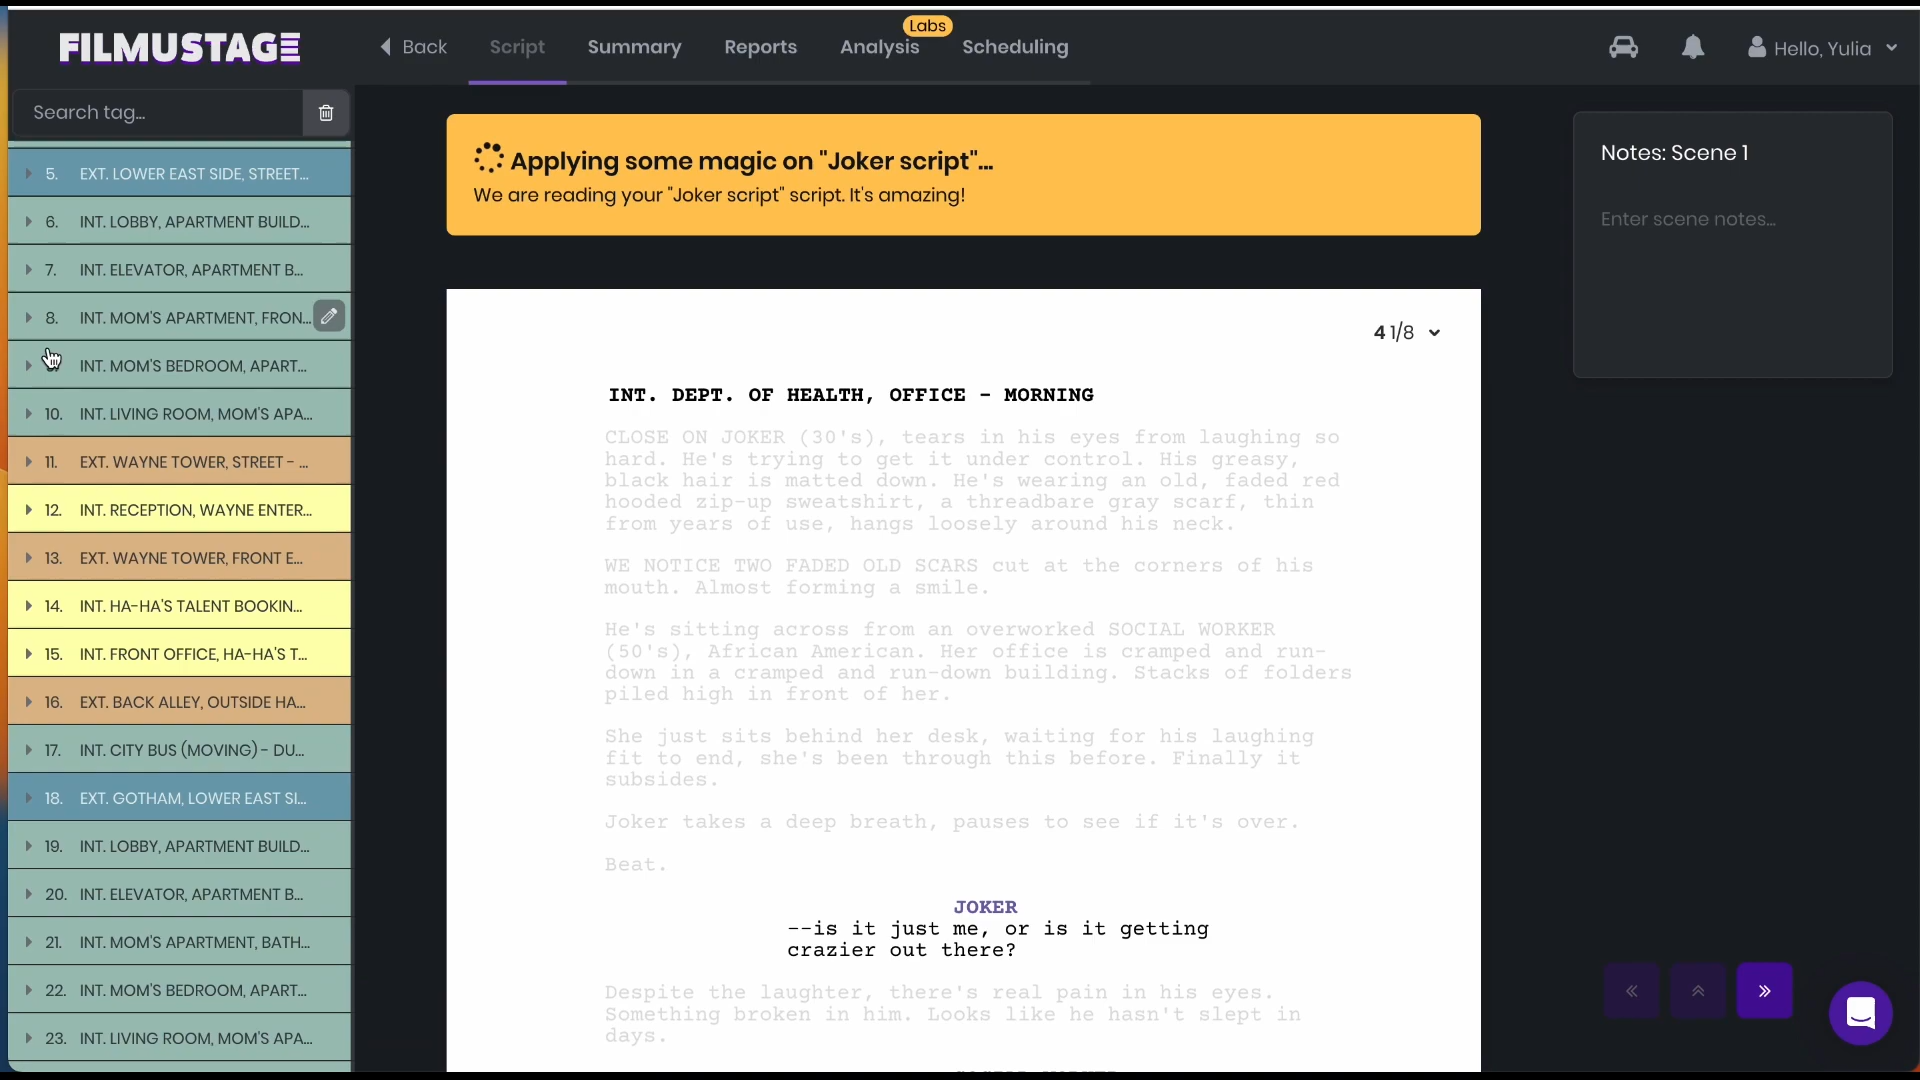 FILMUSTAGE
Back
Script
Summary
Reports
Analysis
Labs
Scheduling
Hello, Yulia
Search tag...
5. EXT. LOWER EAST SIDE, STREET...
6. INT. LOBBY, APARTMENT BUILD...
7. INT. ELEVATOR, APARTMENT B...
8. INT. MOM'S APARTMENT, FRON...
INT. MOM'S BEDROOM, APART...
10. INT. LIVING ROOM, MOM'S APA...
11. EXT. WAYNE TOWER, STREET - ...
12. INT. RECEPTION, WAYNE ENTER...
13. EXT. WAYNE TOWER, FRONT E...
14. INT. HA-HA'S TALENT BOOKIN...
15. INT. FRONT OFFICE, HA-HA'S T...
16. EXT. BACK ALLEY, OUTSIDE HA...
17. INT. CITY BUS (MOVING) - DU...
18. EXT. GOTHAM, LOWER EAST SI...
19. INT. LOBBY, APARTMENT BUILD...
20. INT. ELEVATOR, APARTMENT B...
21. INT. MOM'S APARTMENT, BATH...
22. INT. MOM'S BEDROOM, APART...
23. INT. LIVING ROOM, MOM'S APA...
Applying some magic on "Joker script"...
We are reading your "Joker script" script. It's amazing!
4 1/8
INT. DEPT. OF HEALTH, OFFICE - MORNING
CLOSE ON JOKER (30's), tears in his eyes from laughing so
hard. He's trying to get it under control. His greasy,
black hair is matted down. He's wearing an old, faded red
hooded zip-up sweatshirt, a threadbare gray scarf, thin
from years of use, hangs loosely around his neck.
WE NOTICE TWO FADED OLD SCARS cut at the corners of his
mouth. Almost forming a smile.
He's sitting across from an overworked SOCIAL WORKER
(50's), African American. Her office is cramped and run-
down in a cramped and run-down building. Stacks of folders
piled high in front of her.
She just sits behind her desk, waiting for his laughing
fit to end, she's been through this before. Finally it
subsides.
Joker takes a deep breath, pauses to see if it's over.
Beat.
JOKER
--is it just me, or is it getting
crazier out there?
Despite the laughter, there's real pain in his eyes.
Something broken in him. Looks like he hasn't slept in
days.
Notes: Scene 1
Enter scene notes...